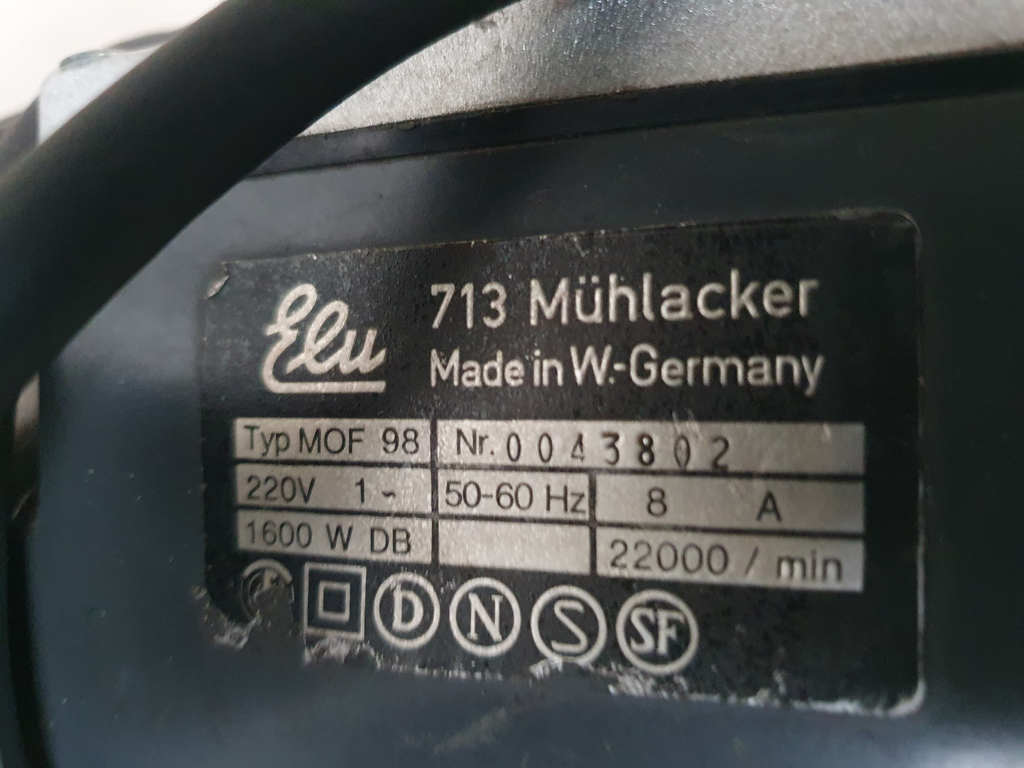 Elu
713 Mühlacker
Made in W.-Germany
Typ MOF 98 Nr. 0043802
220V 1~ 50-60 Hz 8 A
1600 W DB 22000 / min
D N S SF